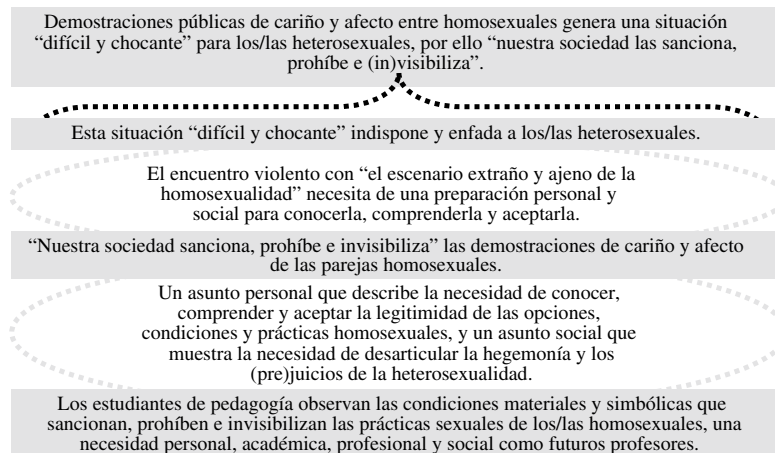 Demostraciones públicas de cariño y afecto entre homosexuales genera una situación
“difícil y chocante” para los/las heterosexuales, por ello “nuestra sociedad las sanciona,
prohíbe e (in)visibiliza”.
Esta situación “difícil y chocante” indispone y enfada a los/las heterosexuales.
El encuentro violento con “el escenario extraño y ajeno de la
homosexualidad” necesita de una preparación personal y
social para conocerla, comprenderla y aceptarla.
“Nuestra sociedad sanciona, prohíbe e invisibiliza” las demostraciones de cariño y afecto
de las parejas homosexuales.
Un asunto personal que describe la necesidad de conocer,
comprender y aceptar la legitimidad de las opciones,
condiciones y prácticas homosexuales, y un asunto social que
muestra la necesidad de desarticular la hegemonía y los
(pre)juicios de la heterosexualidad.
Los estudiantes de pedagogía observan las condiciones materiales y simbólicas que
sancionan, prohíben e invisibilizan las prácticas sexuales de los/las homosexuales, una
necesidad personal, académica, profesional y social como futuros profesores.